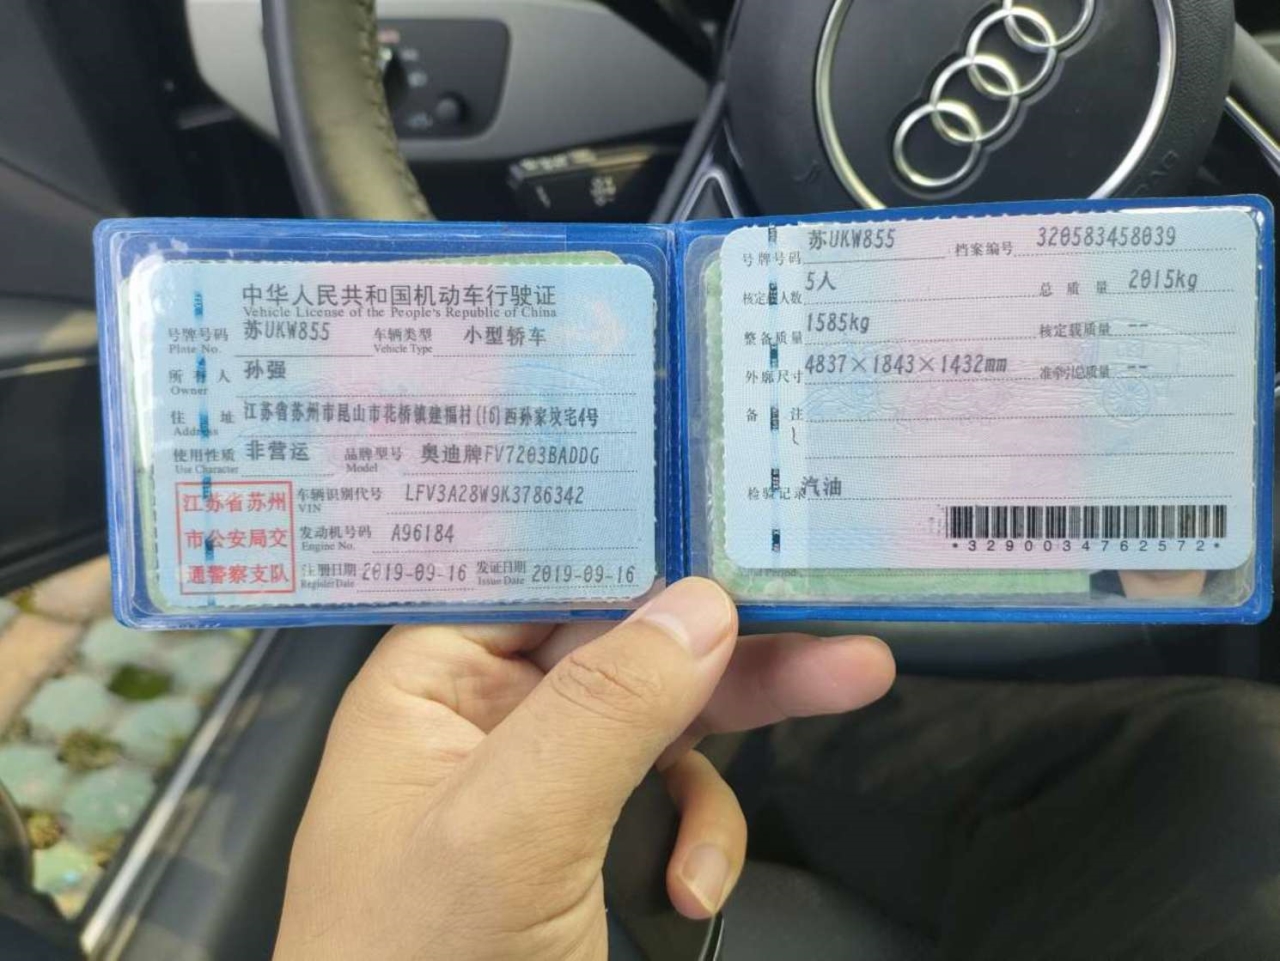 中华人民共和国机动车行驶证
Vehicle License of the People's Republic of China
号牌号码 苏UKW855 车辆类型 小型轿车
Plate No. Vehicle Type
所有人 孙强
Owner
住址 江苏省苏州市昆山市花桥镇建福村(16)西孙家坟宅4号
Address
使用性质 非营运 品牌型号 奥迪牌FV7203BADDG
Use Character Model
江苏省苏州
市公安局交
通警察支队
车辆识别代号 LFV3A28W9K3786342
VIN
发动机号码 A96184
Engine No.
注册日期 2019-09-16 发证日期 2019-09-16
Register Date Issue Date
号牌号码 苏UKW855 档案编号 320583458039
核定人数 5人 总质量 2015kg
整备质量 1585kg 核定载质量 --
外廓尺寸 4837×1843×1432mm 准牵引总质量 --
备注
检验记录 汽油
*3290034762572*